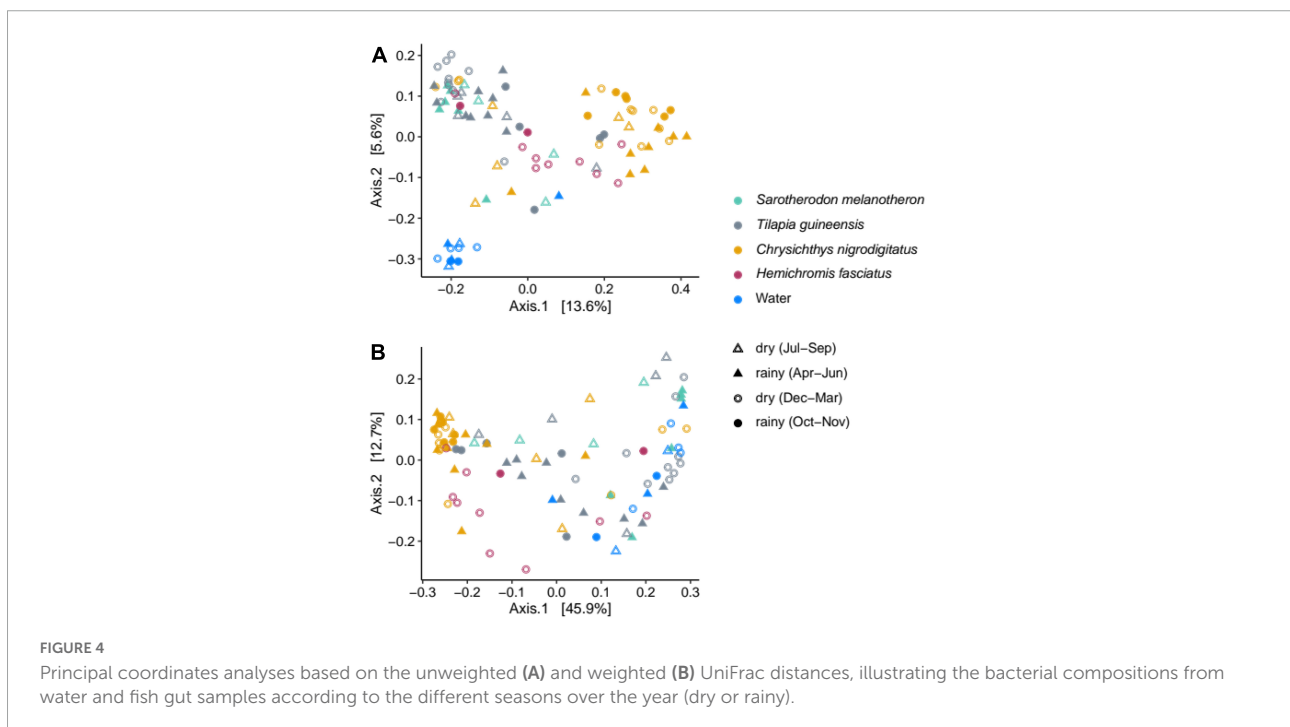 A
0.2
0.1
0.0
−0.1
−0.2
−0.3
Axis.2 [5.6%]
−0.2
0.0
0.2
0.4
Axis.1 [13.6%]
Sarotherodon melanotheron
Tilapia guineensis
Chrysichthys nigrodigitatus
Hemichromis fasciatus
Water
dry (Jul−Sep)
rainy (Apr−Jun)
dry (Dec−Mar)
rainy (Oct−Nov)
B
0.2
0.1
0.0
−0.1
−0.2
Axis.2 [12.7%]
−0.3
−0.2
−0.1
0.0
0.1
0.2
0.3
Axis.1 [45.9%]
FIGURE 4
Principal coordinates analyses based on the unweighted (A) and weighted (B) UniFrac distances, illustrating the bacterial compositions from
water and fish gut samples according to the different seasons over the year (dry or rainy).